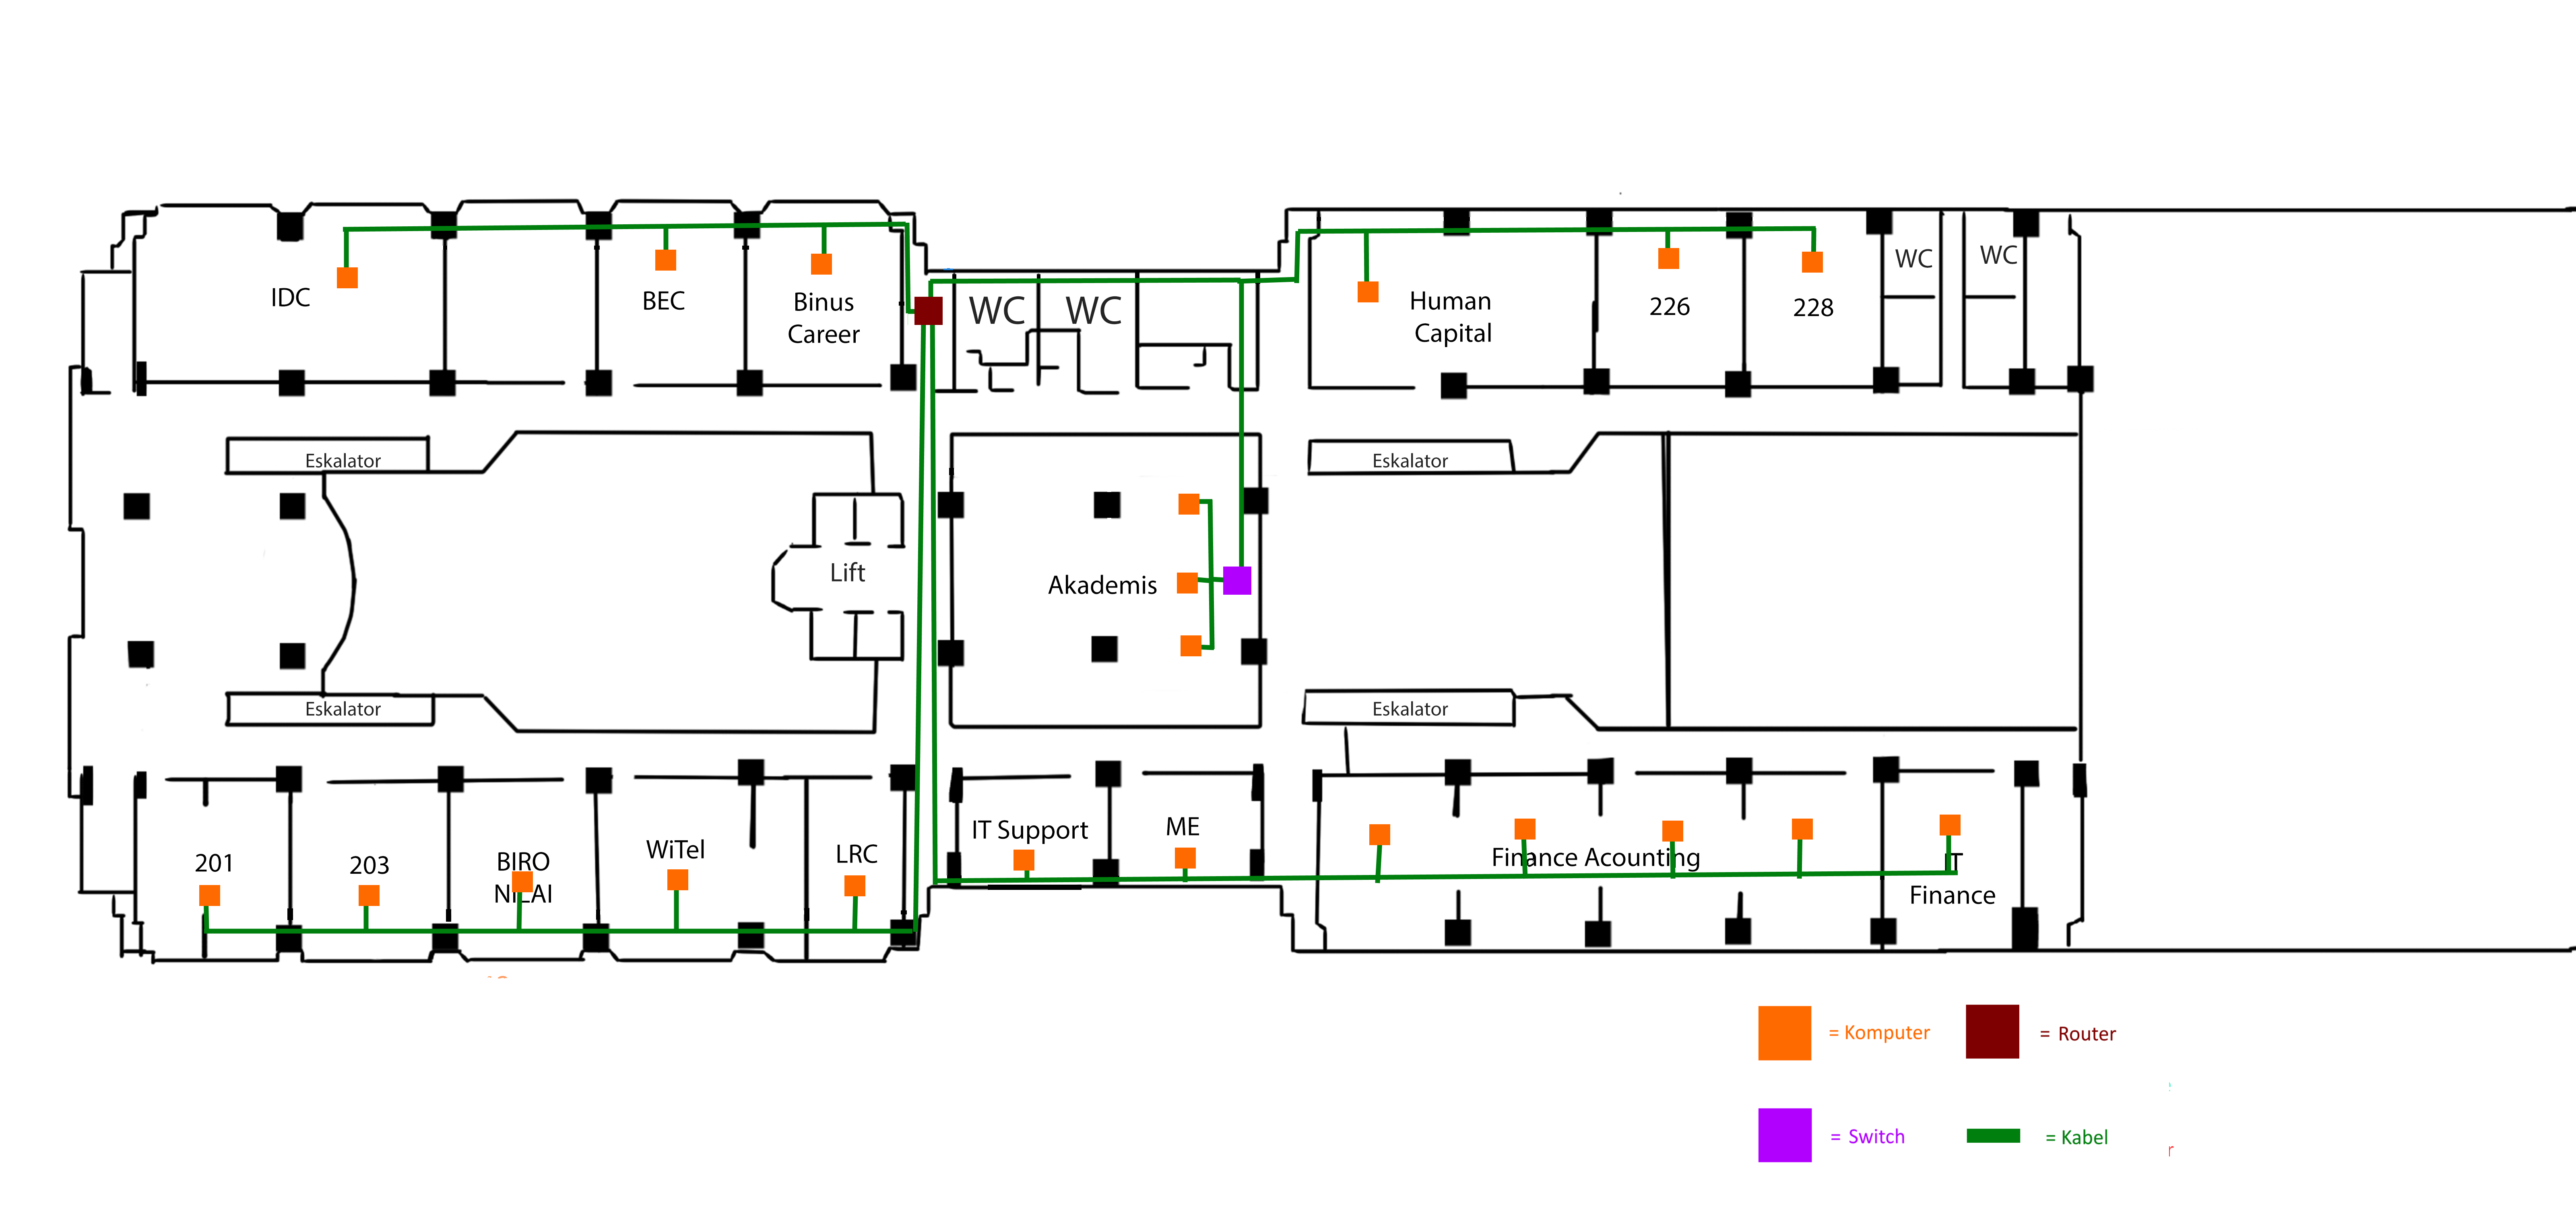 IDC
BEC
Binus
Career
WC
WC
Human
Capital
226
228
WC
WC
Eskalator
Eskalator
Lift
Akademis
Eskalator
Eskalator
201
203
BIRO
NILAI
WiTel
LRC
IT Support
ME
Finance Acounting
IT
Finance
= Komputer
= Router
= Switch
= Kabel